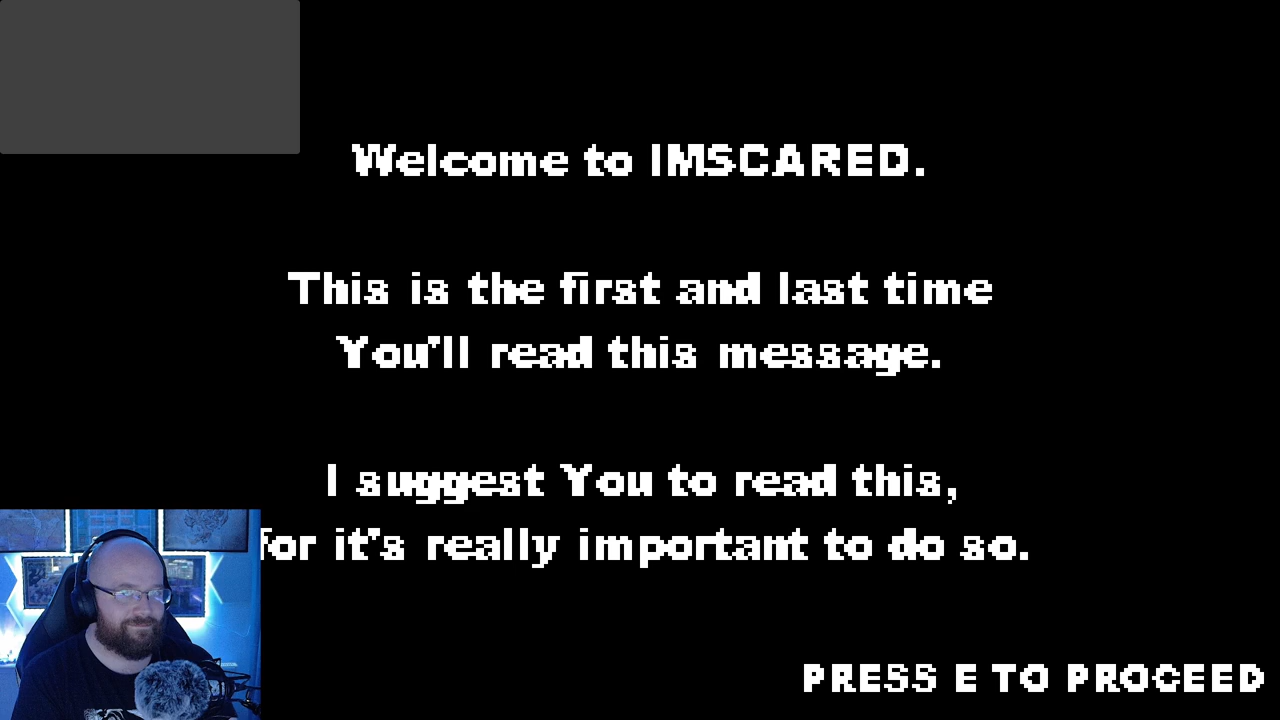 Welcome to IMSCARED.
This is the first and last time
You'll read this message.
I suggest You to read this,
for it's really important to do so.
PRESS E TO PROCEED